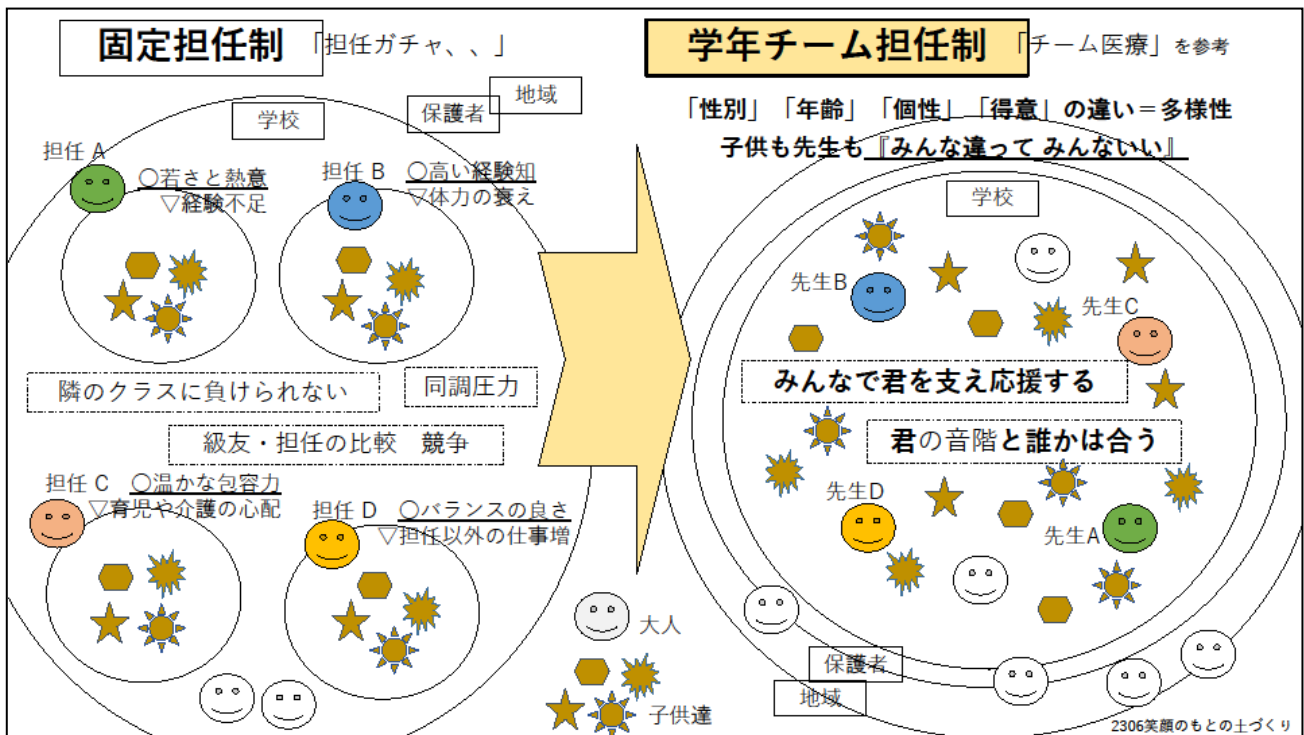 固定担任制 「担任ガチャ、、」
地域
保護者
学校
担任 A
○若さと熱意
▽経験不足
担任 B
○高い経験知
▽体力の衰え
隣のクラスに負けられない
同調圧力
級友・担任の比較 競争
担任 C ○温かな包容力
▽育児や介護の心配
担任 D ○バランスの良さ
▽担任以外の仕事増
大人
子供達
学年チーム担任制 「チーム医療」を参考
「性別」「年齢」「個性」「得意」の違い＝多様性
子供も先生も『みんな違って みんないい』
学校
先生B
先生C
みんなで君を支え応援する
君の音階と誰かは合う
先生D
先生A
保護者
地域
2306笑顔のもとの土づくり